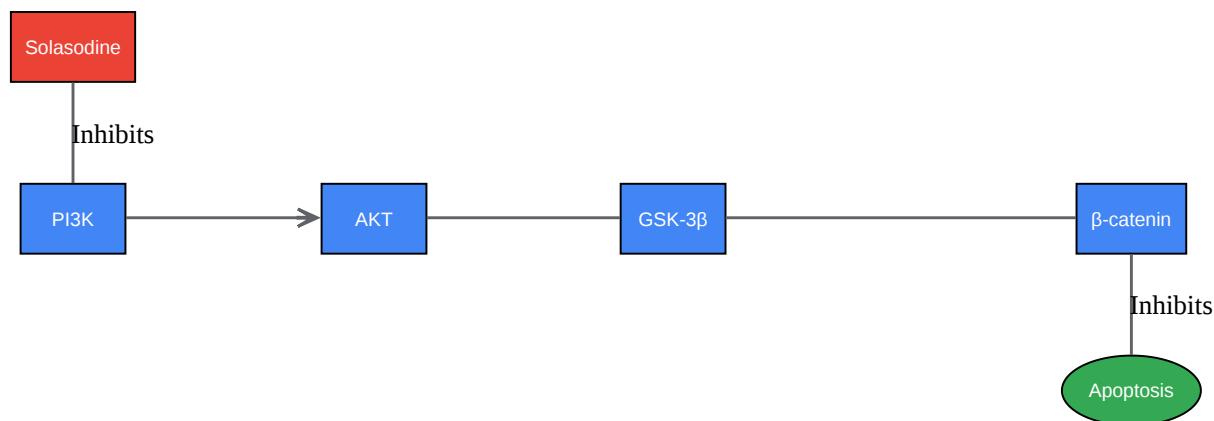 Solasodine
Inhibits
PI3K
AKT
GSK-3β
β-catenin
Inhibits
Apoptosis